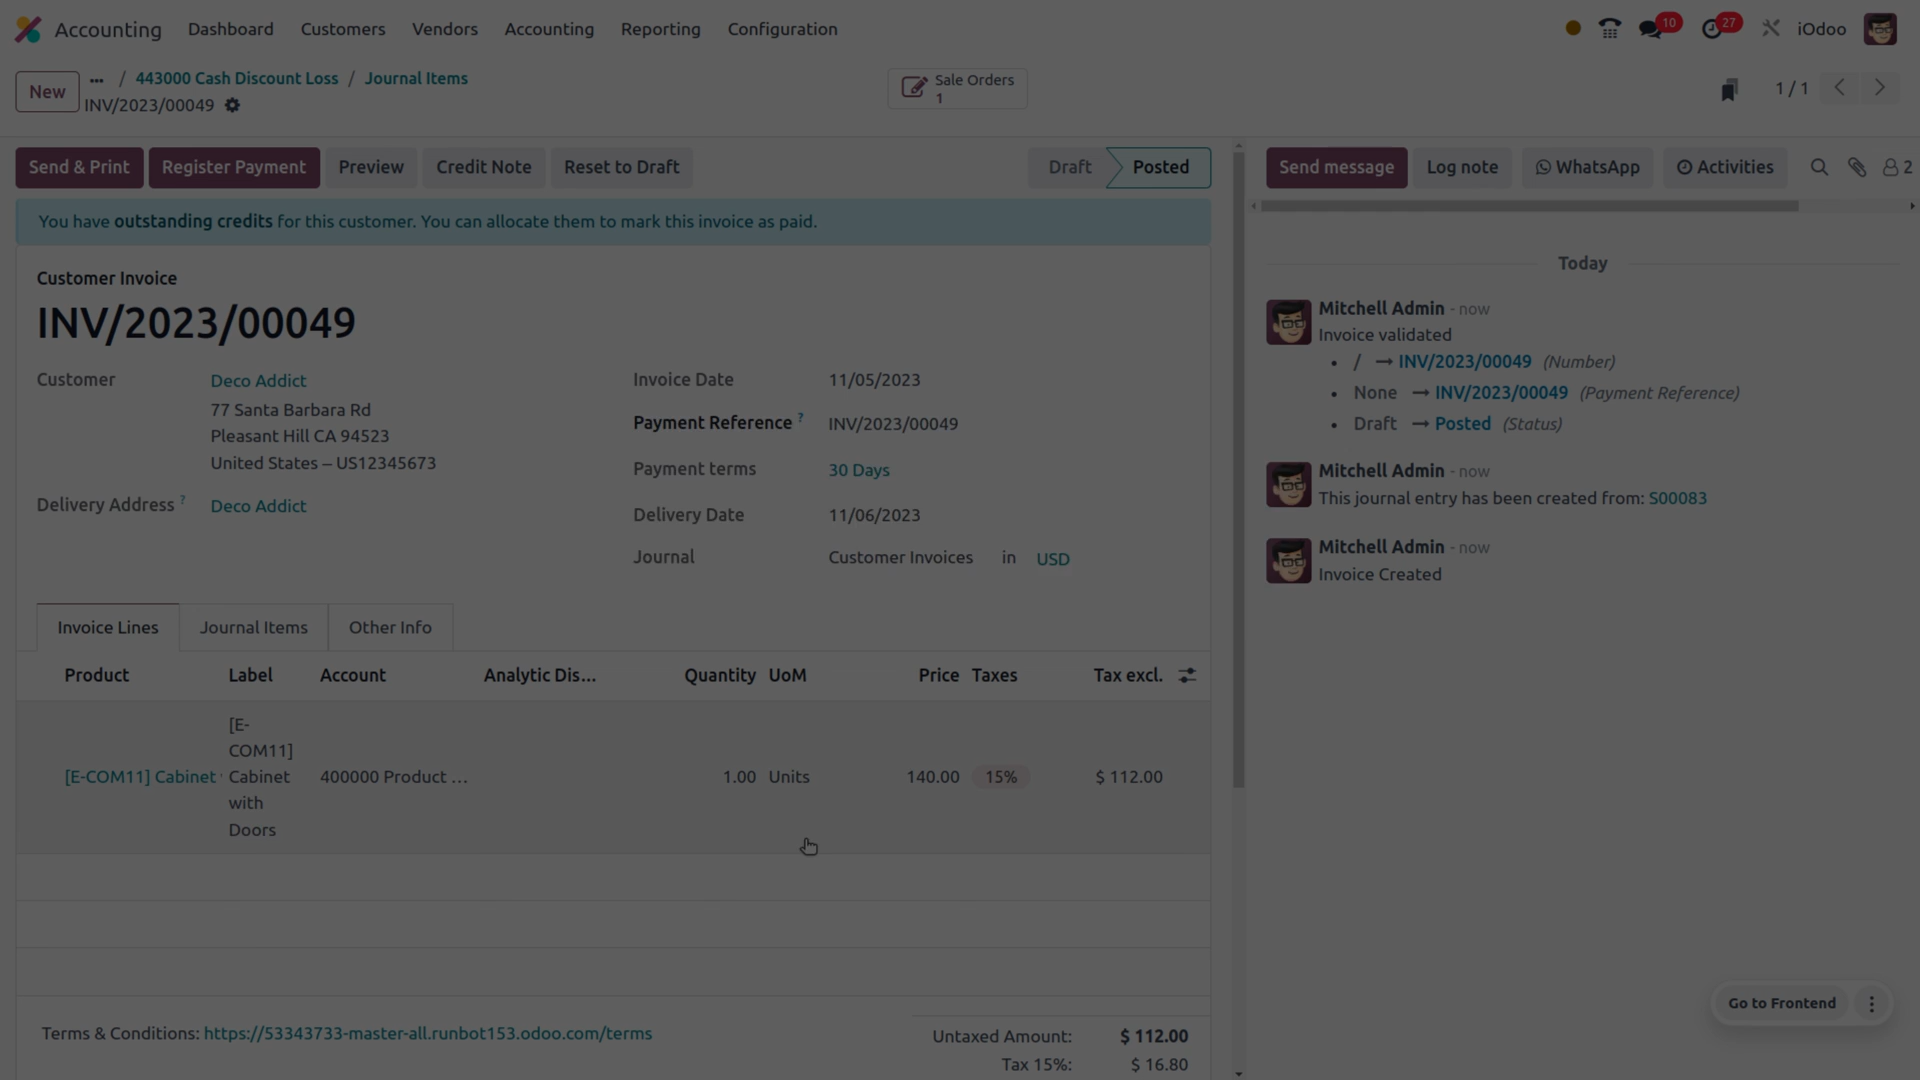 Accounting Dashboard Customers Vendors Accounting Reporting Configuration 10 27 iOdoo
New ... / 443000 Cash Discount Loss / Journal Items
INV/2023/00049
Sale Orders
1
1 / 1
Send & Print Register Payment Preview Credit Note Reset to Draft Draft Posted
Send message Log note WhatsApp Activities 2
You have outstanding credits for this customer. You can allocate them to mark this invoice as paid.
Customer Invoice
INV/2023/00049
Customer Deco Addict
77 Santa Barbara Rd
Pleasant Hill CA 94523
United States – US12345673
Delivery Address ? Deco Addict
Invoice Date 11/05/2023
Payment Reference ? INV/2023/00049
Payment terms 30 Days
Delivery Date 11/06/2023
Journal Customer Invoices in USD
Invoice Lines Journal Items Other Info
Product Label Account Analytic Dis... Quantity UoM Price Taxes Tax excl.
[E-COM11] Cabinet
[E-
COM11]
Cabinet
with
Doors
400000 Product ... 1.00 Units 140.00 15% $ 112.00
Terms & Conditions: https://53343733-master-all.runbot153.odoo.com/terms
Untaxed Amount: $ 112.00
Tax 15%: $ 16.80
Today
Mitchell Admin - now
Invoice validated
• / → INV/2023/00049 (Number)
• None → INV/2023/00049 (Payment Reference)
• Draft → Posted (Status)
Mitchell Admin - now
This journal entry has been created from: S00083
Mitchell Admin - now
Invoice Created
Go to Frontend